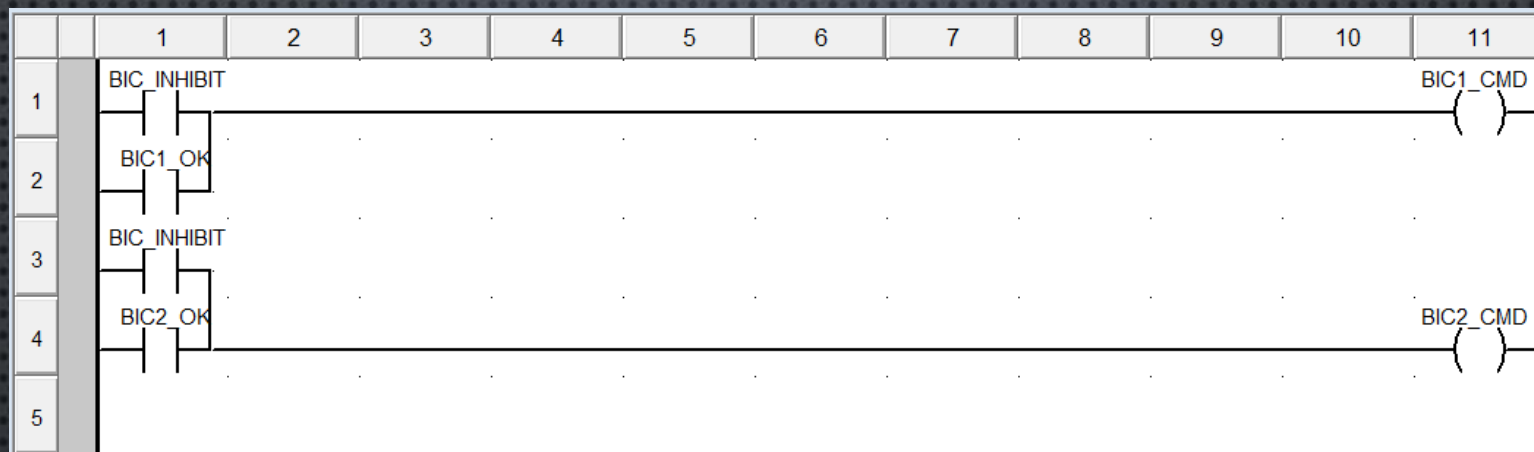 1 2 3 4 5 6 7 8 9 10 11
1 BIC_INHIBIT BIC1_CMD
2 BIC1_OK
3 BIC_INHIBIT
4 BIC2_OK BIC2_CMD
5